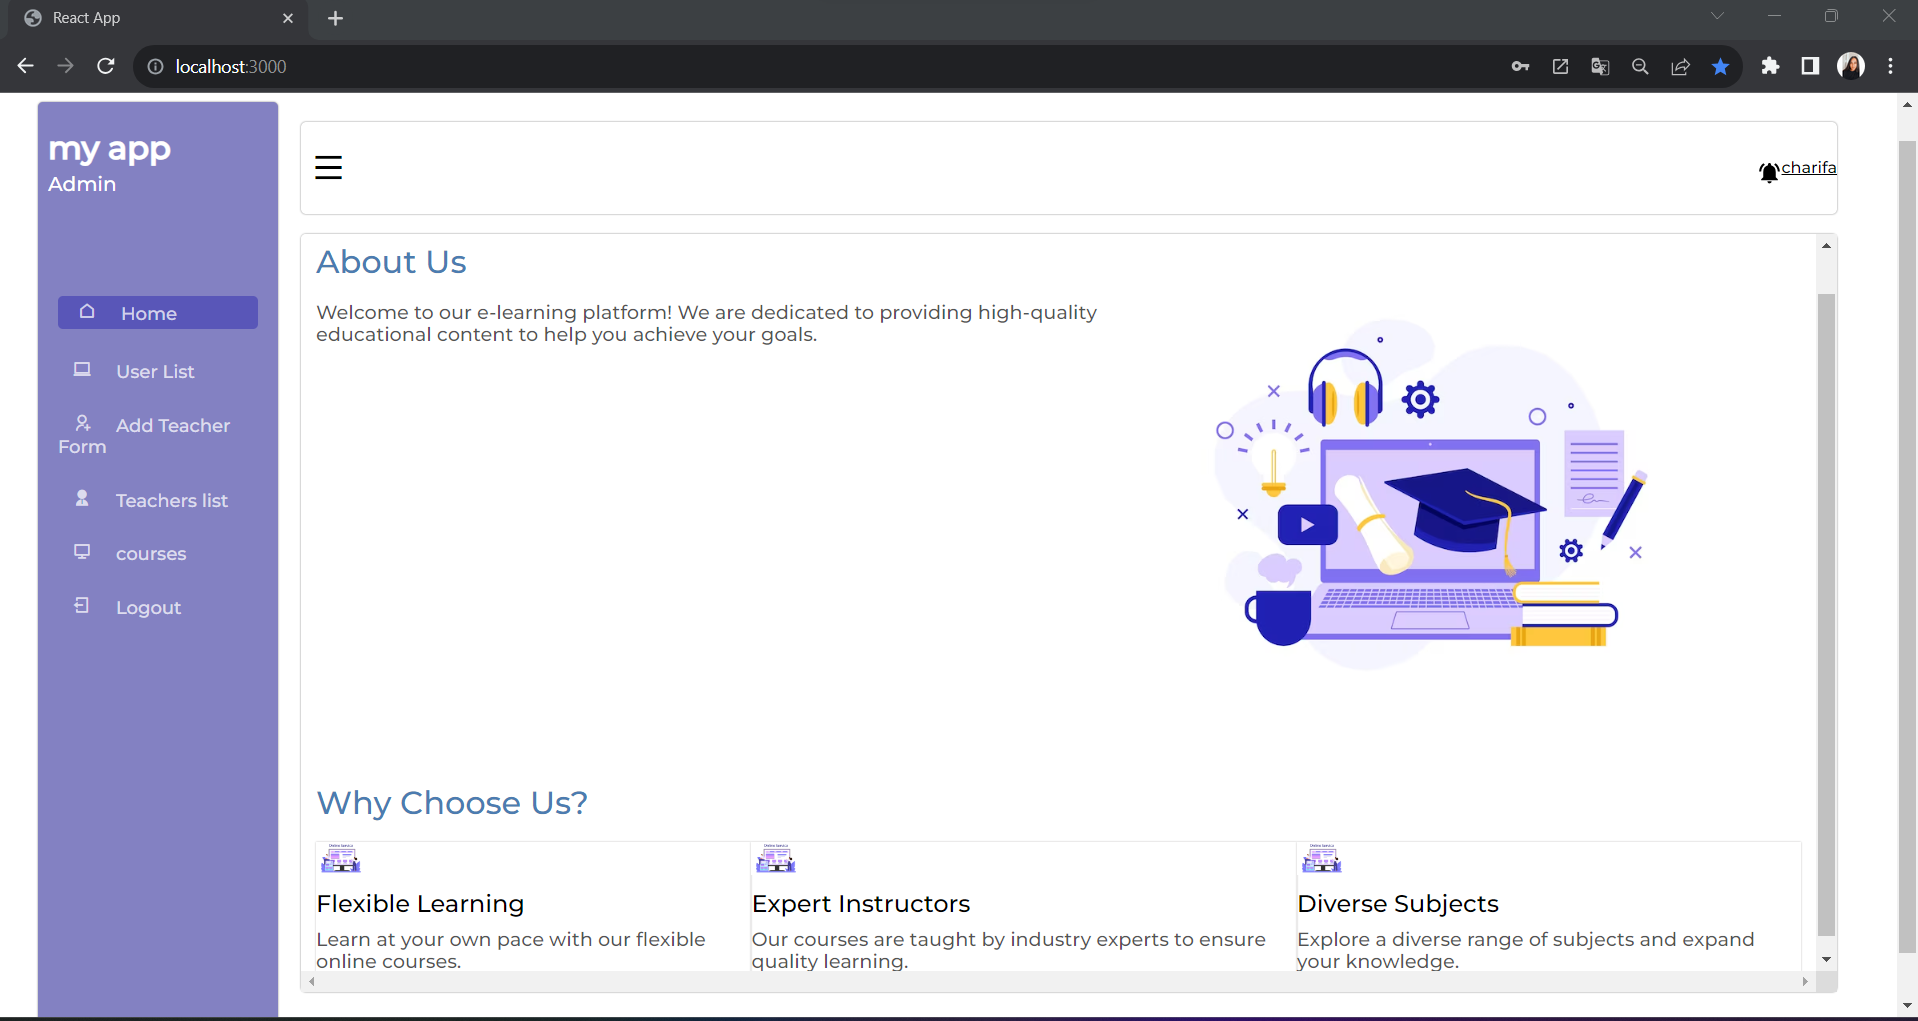 React App
localhost:3000
my app
Admin
charifa
Home
User List
Add Teacher
Form
Teachers list
courses
Logout
About Us
Welcome to our e-learning platform! We are dedicated to providing high-quality
educational content to help you achieve your goals.
Why Choose Us?
Flexible Learning
Learn at your own pace with our flexible
online courses.
Expert Instructors
Our courses are taught by industry experts to ensure
quality learning.
Diverse Subjects
Explore a diverse range of subjects and expand
your knowledge.